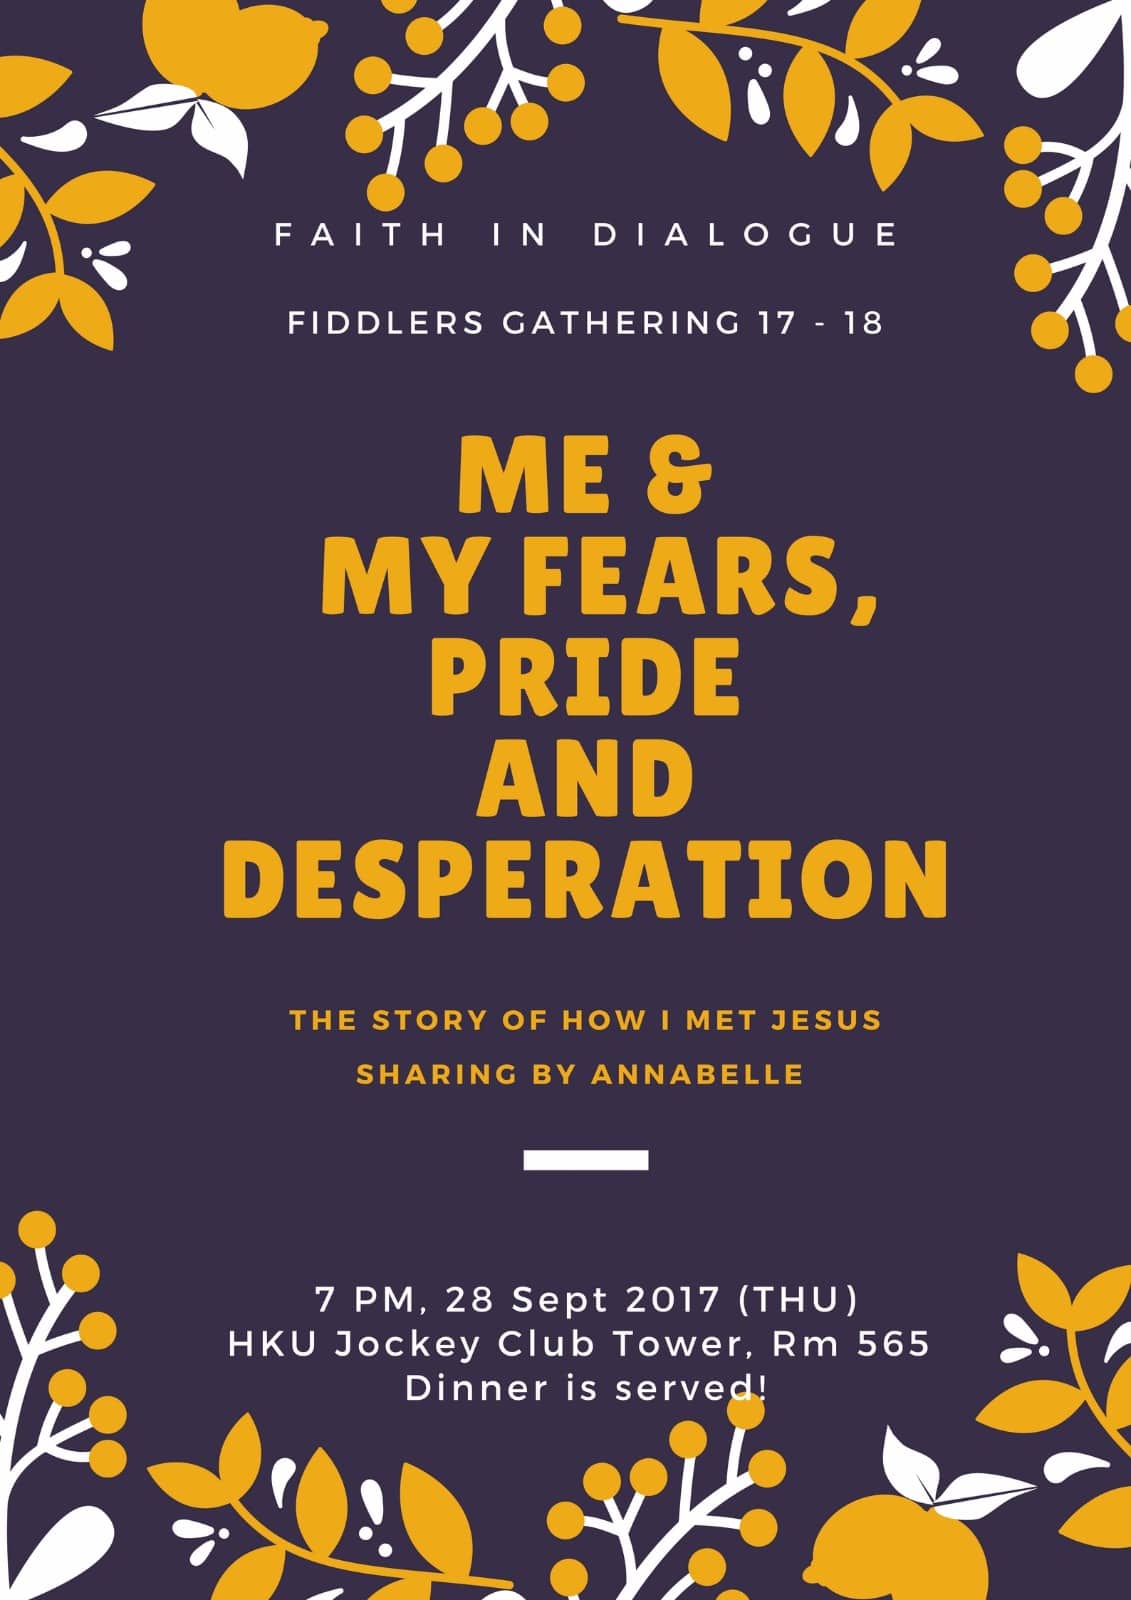 FAITH IN DIALOGUE
FIDDLERS GATHERING 17 - 18
ME &
MY FEARS,
PRIDE
AND
DESPERATION
THE STORY OF HOW I MET JESUS
SHARING BY ANNABELLE
7 PM, 28 Sept 2017 (THU)
HKU Jockey Club Tower, Rm 565
Dinner is served!